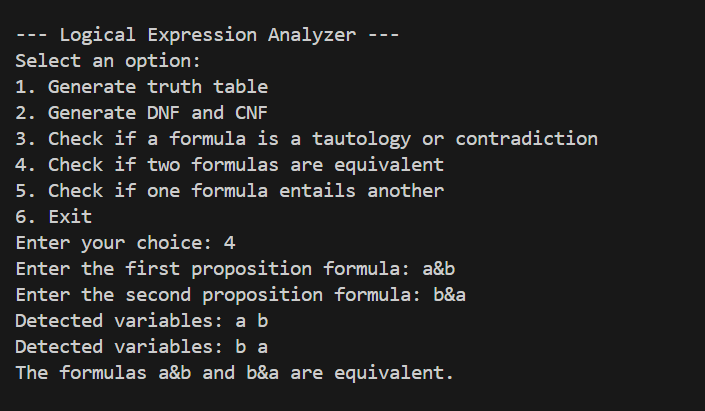 --- Logical Expression Analyzer ---
Select an option:
1. Generate truth table
2. Generate DNF and CNF
3. Check if a formula is a tautology or contradiction
4. Check if two formulas are equivalent
5. Check if one formula entails another
6. Exit
Enter your choice: 4
Enter the first proposition formula: a&b
Enter the second proposition formula: b&a
Detected variables: a b
Detected variables: b a
The formulas a&b and b&a are equivalent.